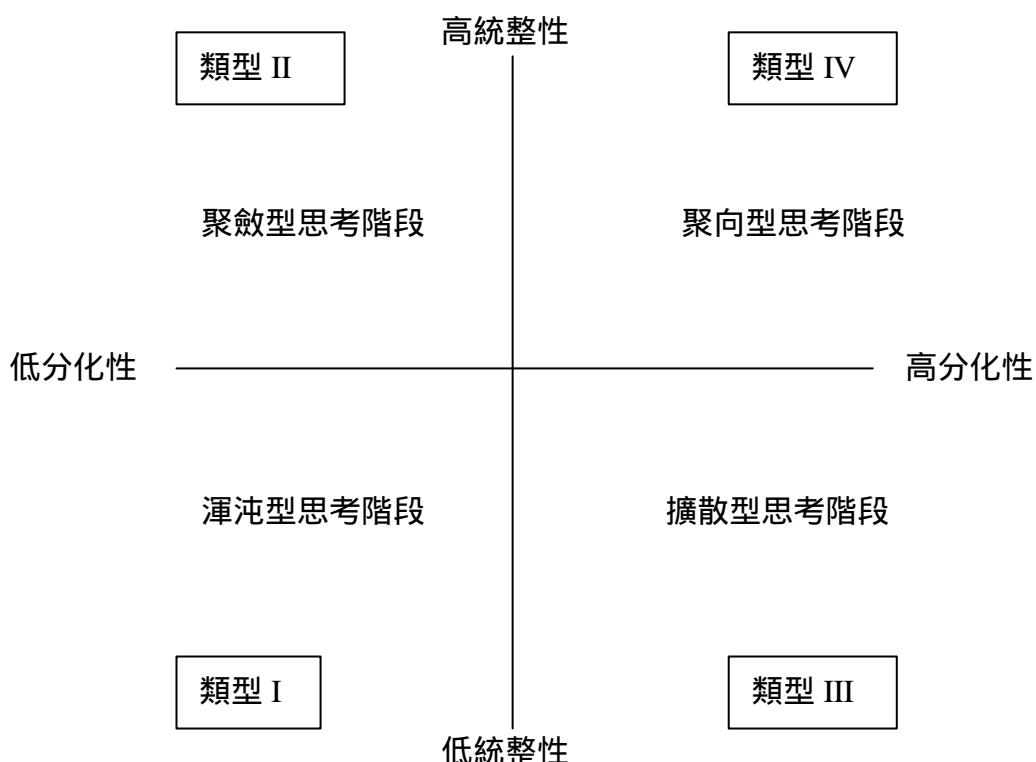 高統整性
類型 II
類型 IV
聚斂型思考階段
聚向型思考階段
低分化性
高分化性
渾沌型思考階段
擴散型思考階段
類型 I
類型 III
低統整性